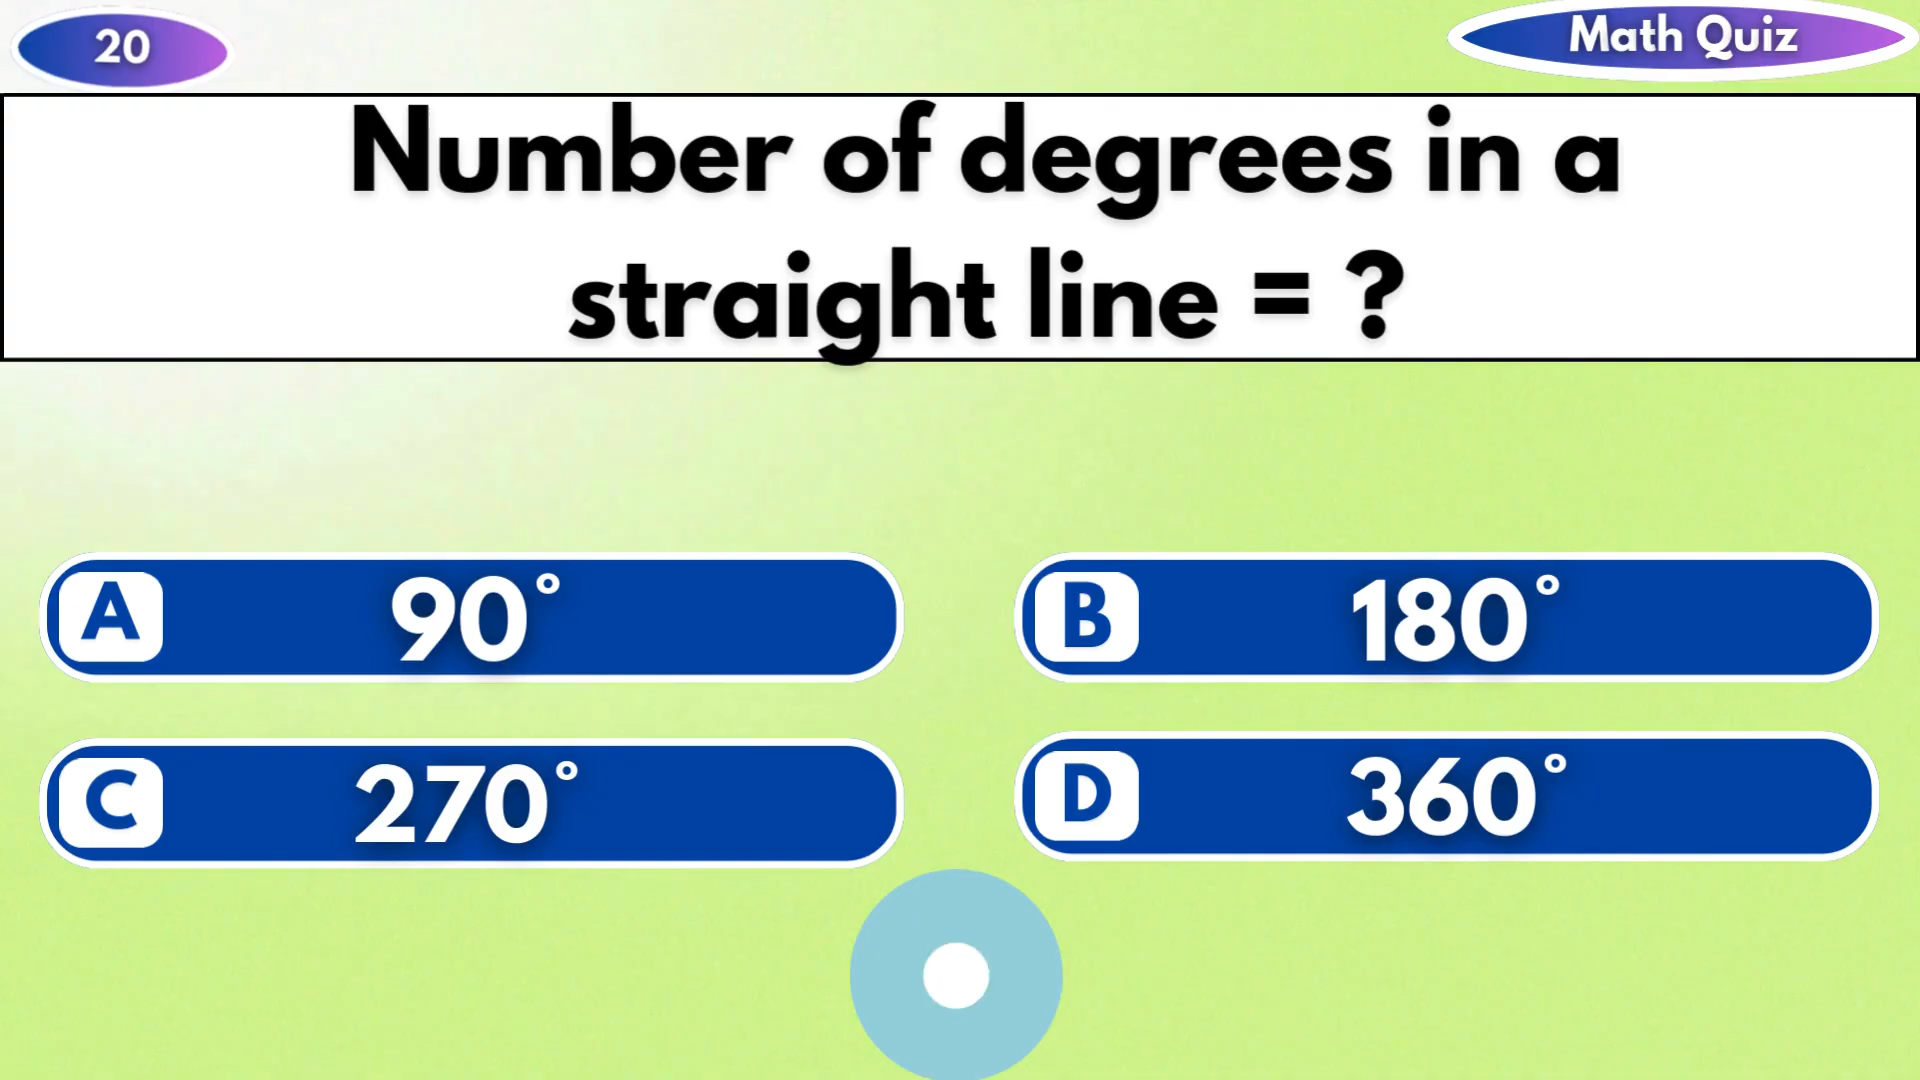 20
Math Quiz
Number of degrees in a
straight line = ?
A 90°
B 180°
C 270°
D 360°